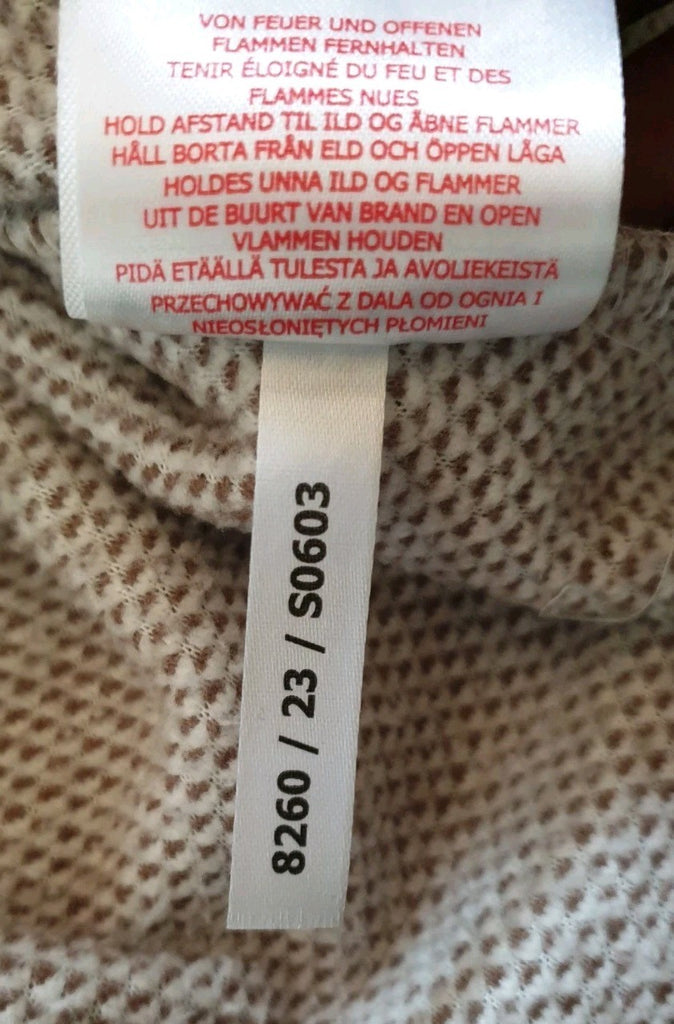 VON FEUER UND OFFENEN
FLAMMEN FERNHALTEN
TENIR ÉLOIGNÉ DU FEU ET DES
FLAMMES NUES
HOLD AFSTAND TIL ILD OG ÅBNE FLAMMER
HÅLL BORTA FRÅN ELD OCH ÖPPEN LÅGA
HOLDES UNNA ILD OG FLAMMER
UIT DE BUURT VAN BRAND EN OPEN
VLAMMEN HOUDEN
PIDÄ ETÄÄLLÄ TULESTA JA AVOLIEKEISTÄ
PRZECHOWYWAĆ Z DALA OD OGNIA I
NIEOSŁONIĘTYCH PŁOMIENI
8260 / 23 / S0603